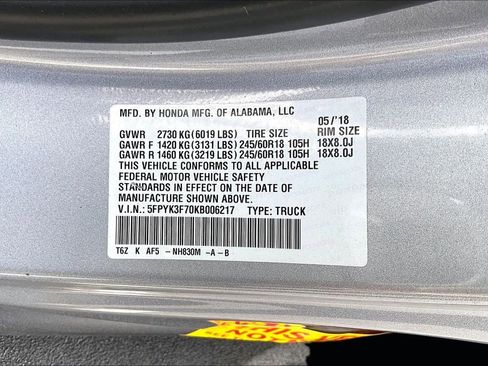 MFD. BY HONDA MFG. OF ALABAMA, LLC
05/'18
GVWR 2730 KG (6019 LBS) TIRE SIZE RIM SIZE
GAWR F 1420 KG (3131 LBS) 245/60R18 105H 18X8.0J
GAWR R 1460 KG (3219 LBS) 245/60R18 105H 18X8.0J
THIS VEHICLE CONFORMS TO ALL APPLICABLE
FEDERAL MOTOR VEHICLE SAFETY
STANDARDS IN EFFECT ON THE DATE OF
MANUFACTURE SHOWN ABOVE.
V.I.N.: 5FPYK3F70KB006217 TYPE: TRUCK
T6Z K AF5 -NH830M -A-B